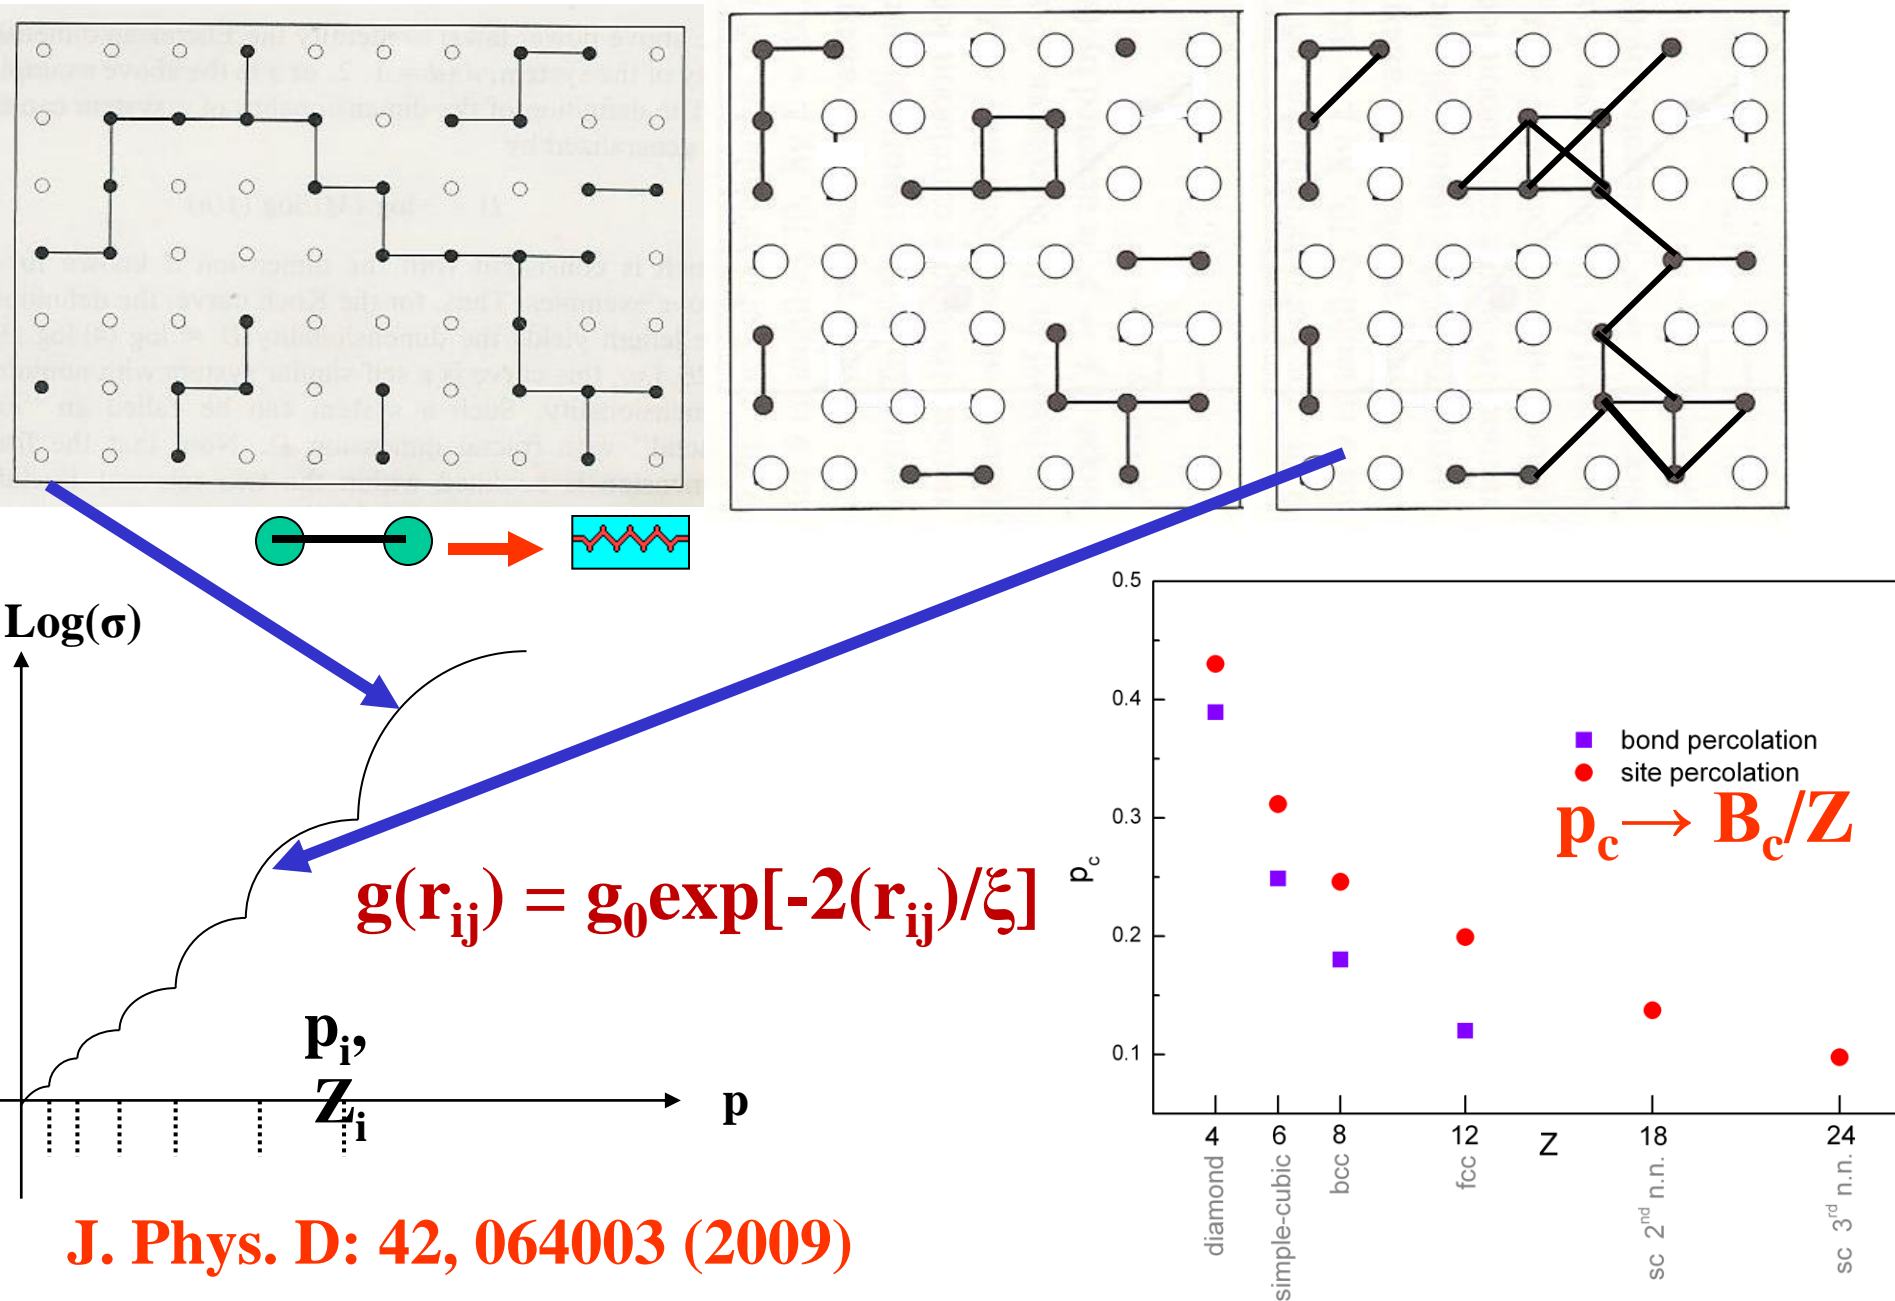 Log(σ)
g(r_ij) = g_0exp[-2(r_ij)/ξ]
p_i,
Z_i
p
J. Phys. D: 42, 064003 (2009)
0.5
0.4
0.3
0.2
0.1
p_c
bond percolation
site percolation
p_c→ B_c/Z
4 6 8 12 Z 18 24
diamond
simple-cubic
bcc
fcc
sc 2^nd n.n.
sc 3^rd n.n.